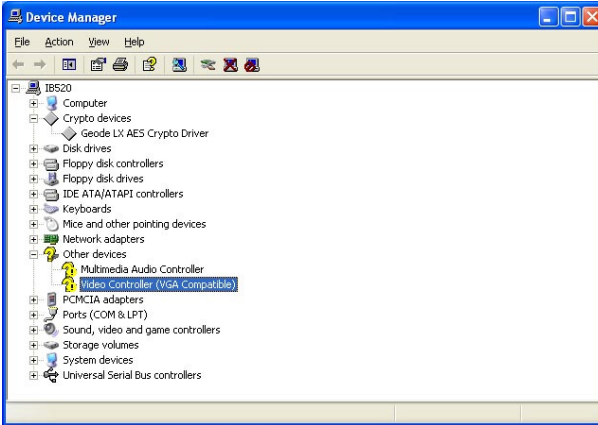 Device Manager
File Action View Help
IB520
Computer
Crypto devices
Geode LX AES Crypto Driver
Disk drives
Floppy disk controllers
Floppy disk drives
IDE ATA/ATAPI controllers
Keyboards
Mice and other pointing devices
Network adapters
Other devices
Multimedia Audio Controller
Video Controller (VGA Compatible)
PCMCIA adapters
Ports (COM & LPT)
Sound, video and game controllers
Storage volumes
System devices
Universal Serial Bus controllers